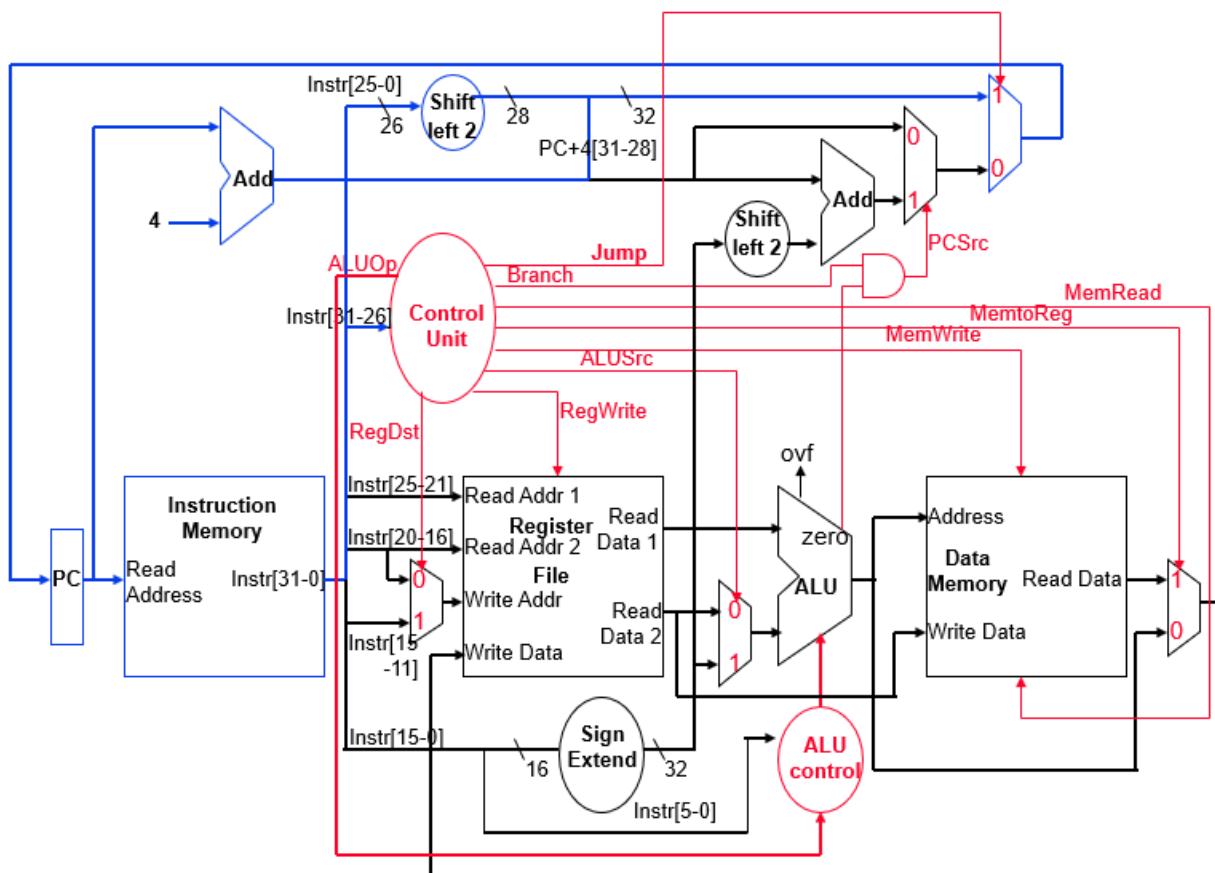 Instr[25-0]
26
Shift
left 2
28
32
PC+4[31-28]
1
0
0
1
Add
4
Add
Shift
left 2
PCSrc
ALUOp
Jump
Branch
Instr[31-26]
Control
Unit
MemRead
MemtoReg
MemWrite
ALUSrc
RegWrite
RegDst
ovf
Instruction
Memory
PC
Read
Address
Instr[31-0]
Instr[25-21]
Read Addr 1
Instr[20-16]
Register
Read Addr 2
File
0
1
Write Addr
Instr[15
-11]
Write Data
Read
Data 1
Read
Data 2
0
1
zero
ALU
Address
Data
Memory
Read Data
Write Data
1
0
Instr[15-0]
16
Sign
Extend
32
ALU
control
Instr[5-0]